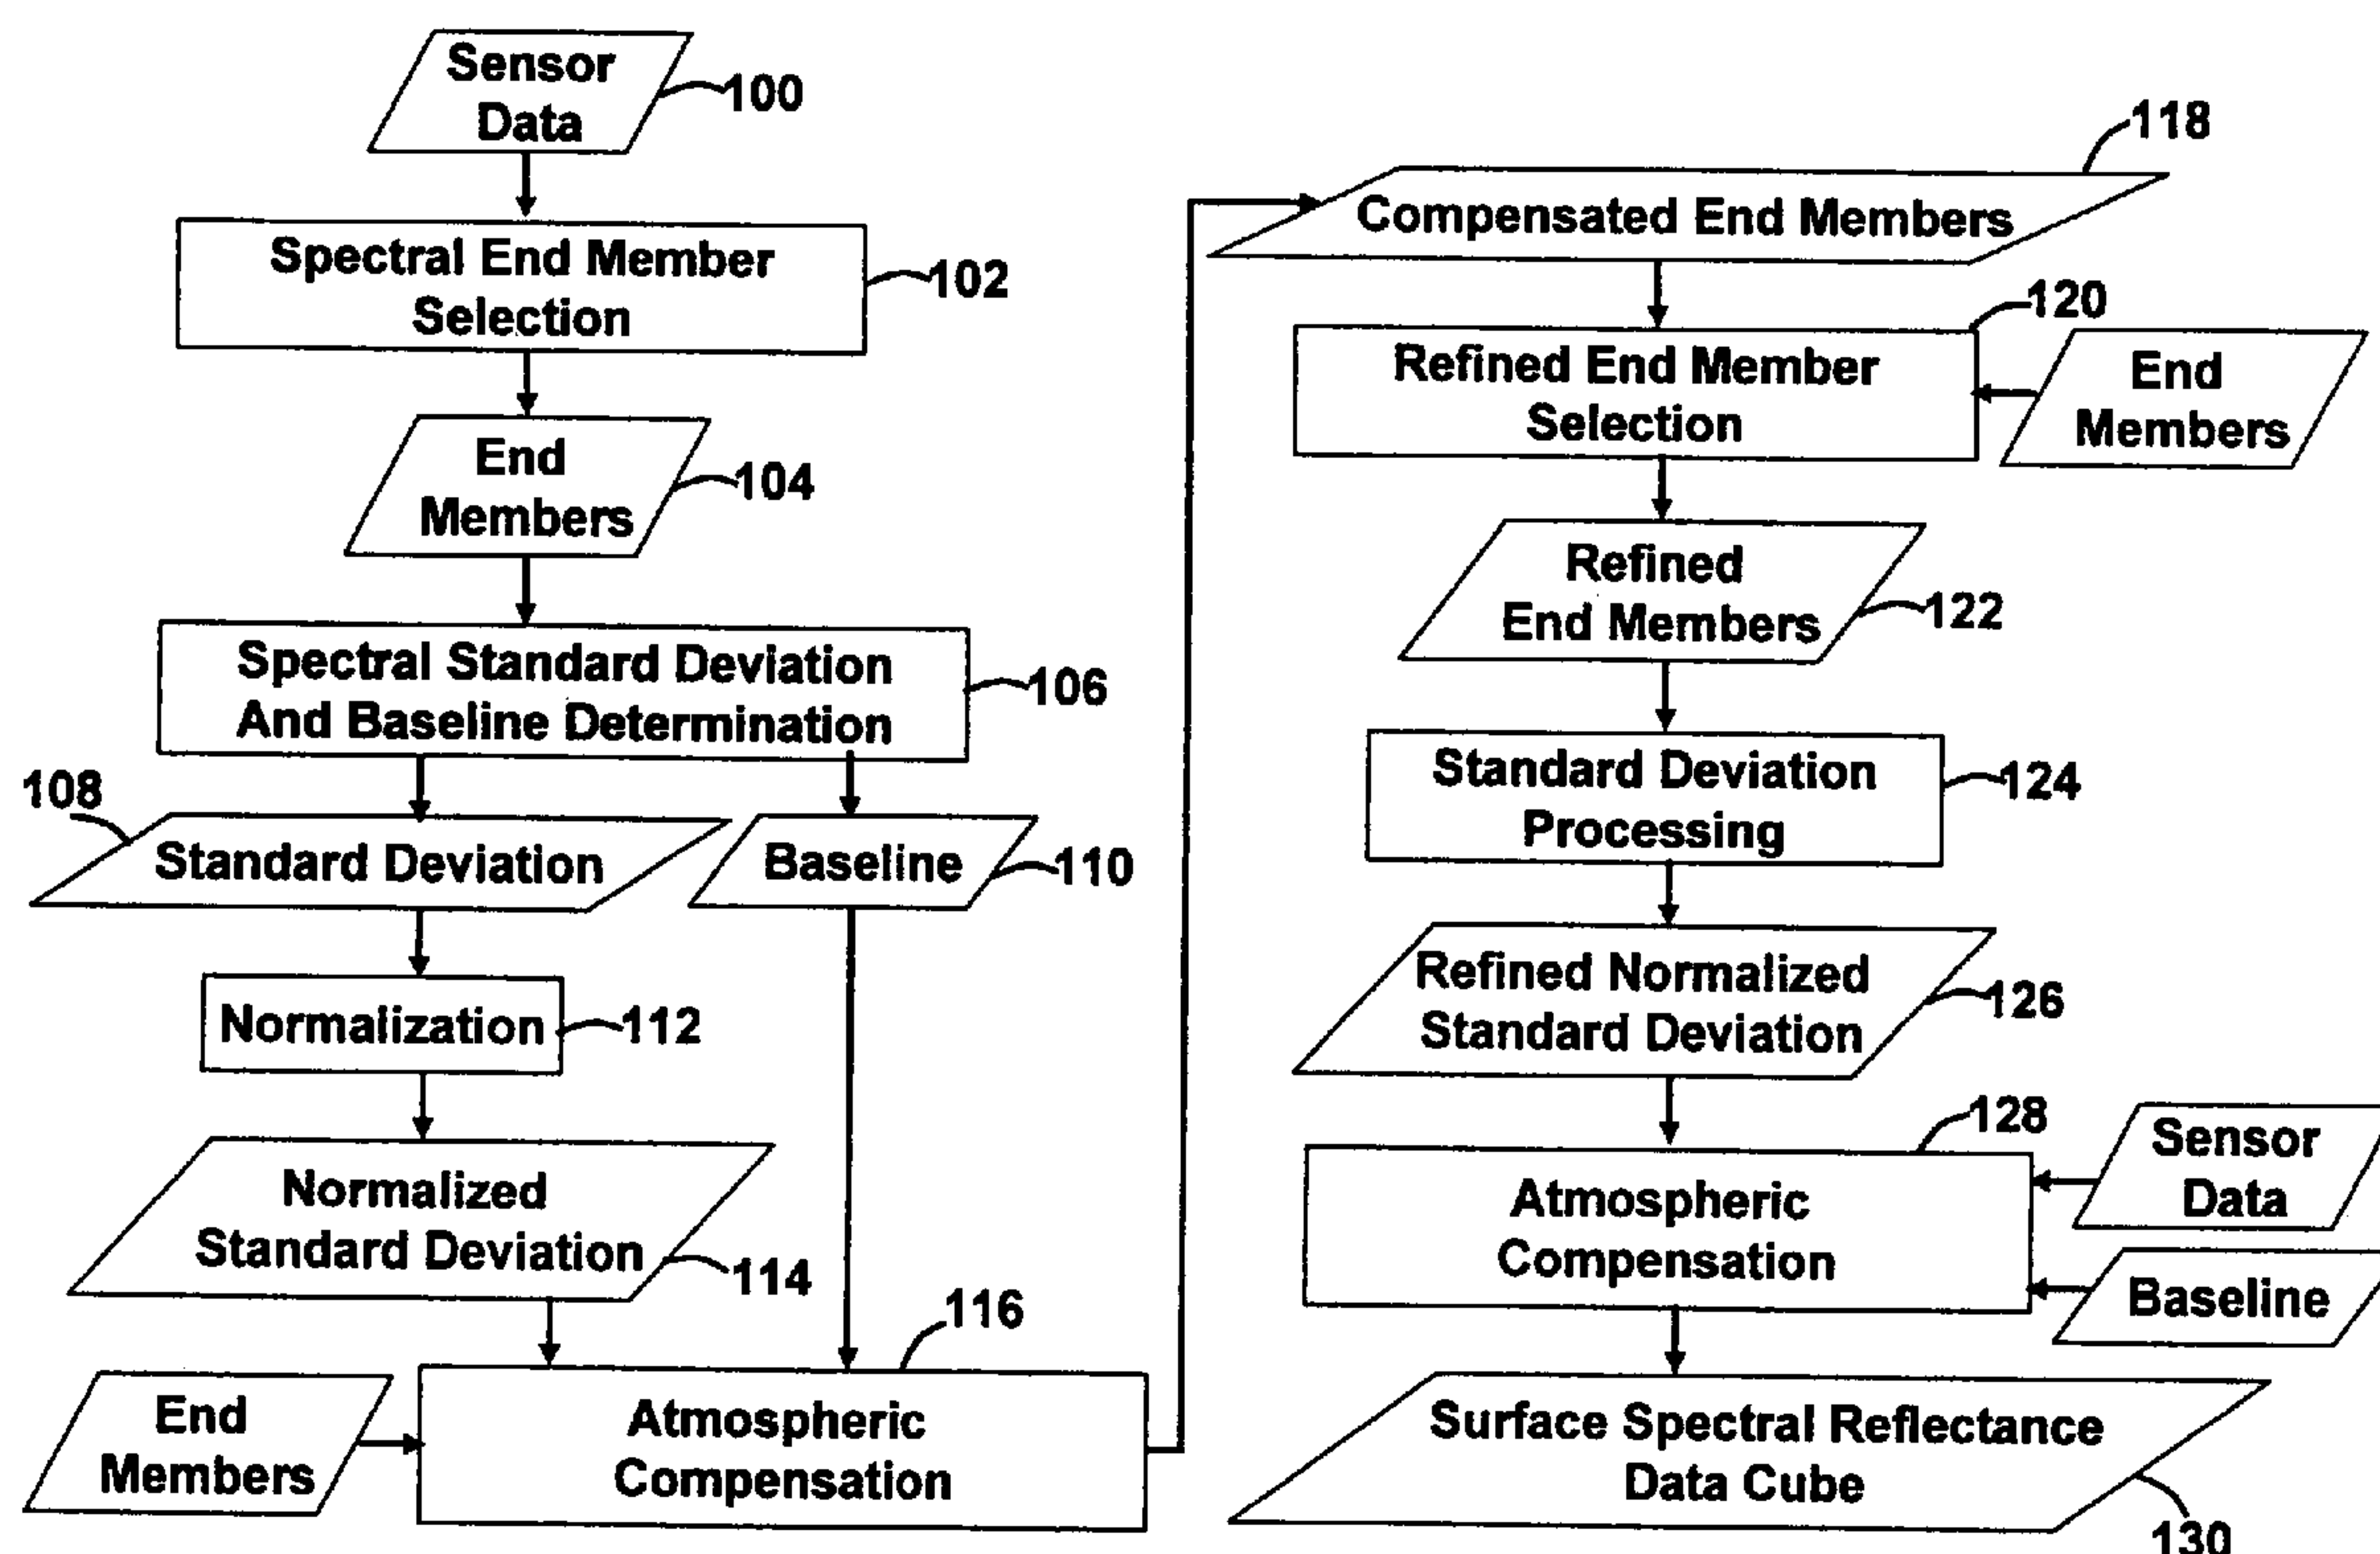 Sensor
Data
100
Spectral End Member
Selection
102
End
Members
104
Spectral Standard Deviation
And Baseline Determination
106
108
Standard Deviation
Baseline
110
Normalization
112
Normalized
Standard Deviation
114
116
End
Members
Atmospheric
Compensation
118
Compensated End Members
120
Refined End Member
Selection
End
Members
Refined
End Members
122
Standard Deviation
Processing
124
Refined Normalized
Standard Deviation
126
128
Atmospheric
Compensation
Sensor
Data
Baseline
Surface Spectral Reflectance
Data Cube
130